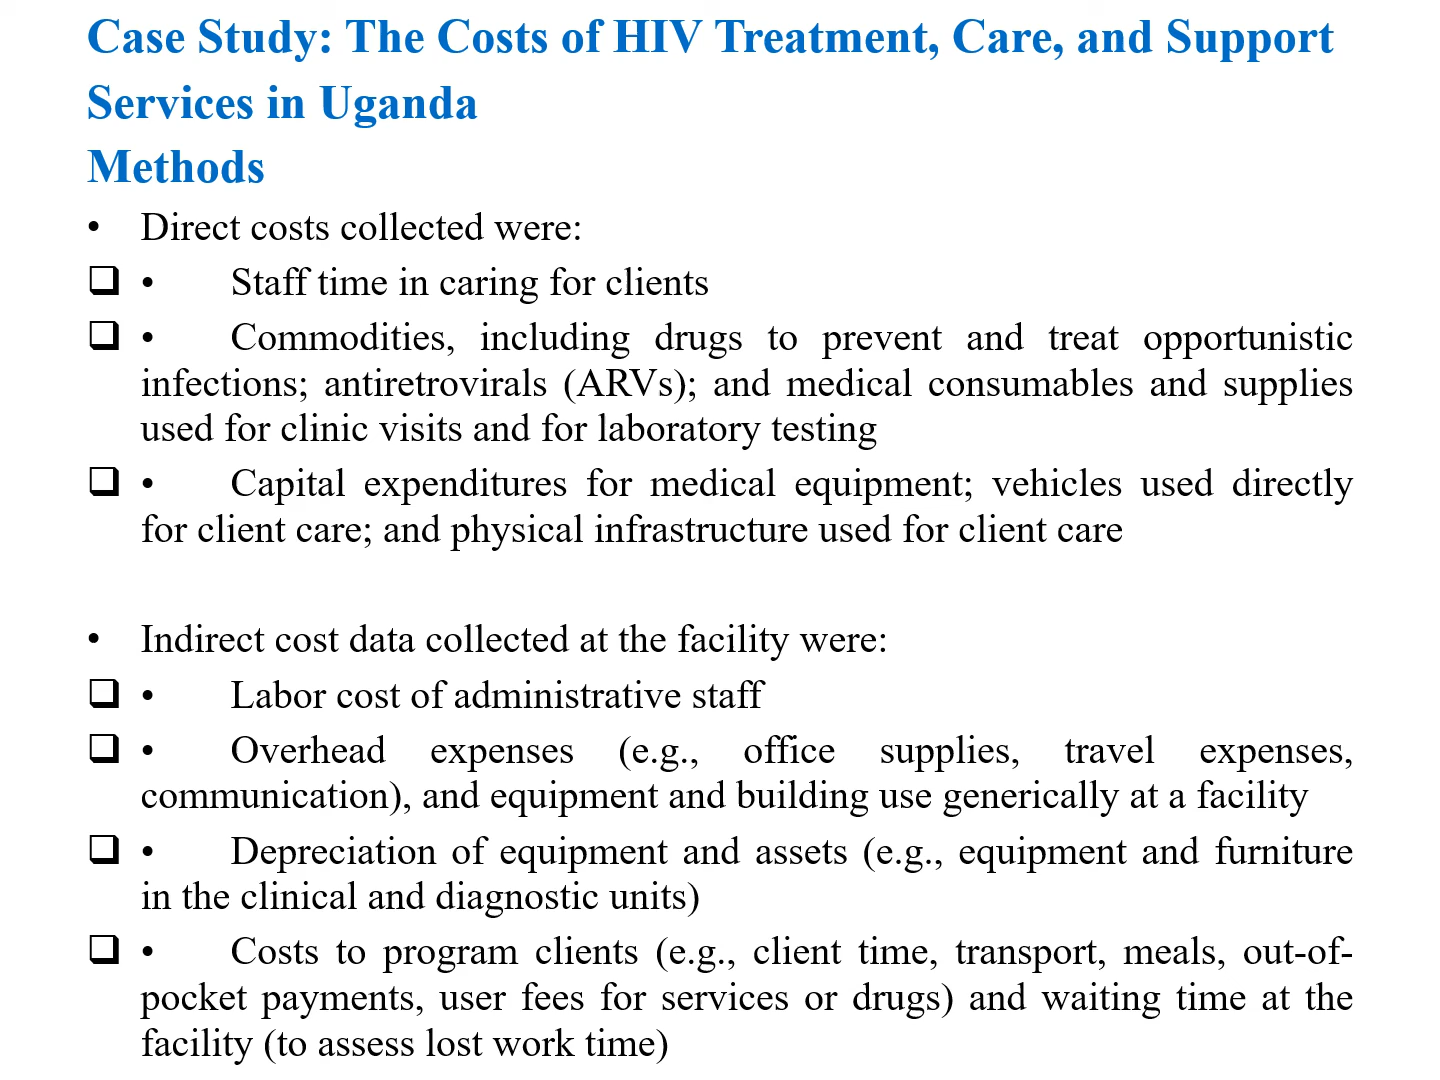 Case Study: The Costs of HIV Treatment, Care, and Support
Services in Uganda
Methods
• Direct costs collected were:
❑ • Staff time in caring for clients
❑ • Commodities, including drugs to prevent and treat opportunistic
infections; antiretrovirals (ARVs); and medical consumables and supplies
used for clinic visits and for laboratory testing
❑ • Capital expenditures for medical equipment; vehicles used directly
for client care; and physical infrastructure used for client care
• Indirect cost data collected at the facility were:
❑ • Labor cost of administrative staff
❑ • Overhead expenses (e.g., office supplies, travel expenses,
communication), and equipment and building use generically at a facility
❑ • Depreciation of equipment and assets (e.g., equipment and furniture
in the clinical and diagnostic units)
❑ • Costs to program clients (e.g., client time, transport, meals, out-of-
pocket payments, user fees for services or drugs) and waiting time at the
facility (to assess lost work time)